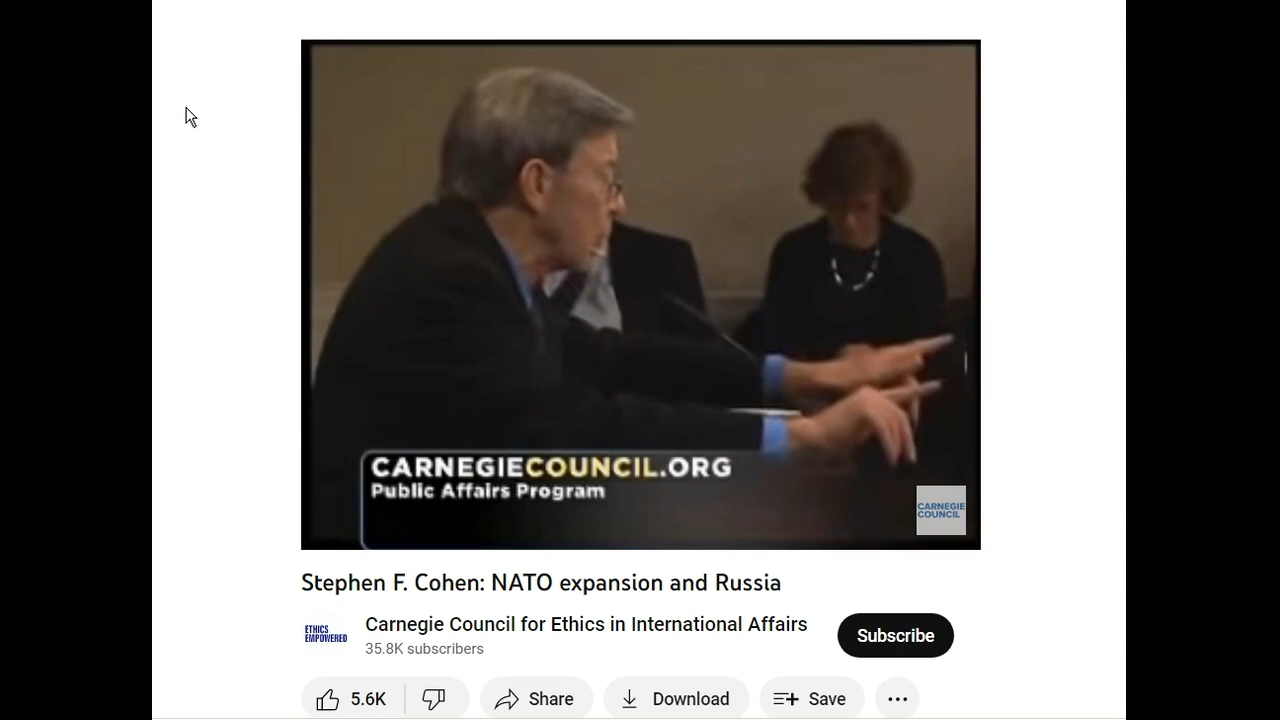 CARNEGIECOUNCIL.ORG
Public Affairs Program
CARNEGIE
COUNCIL
Stephen F. Cohen: NATO expansion and Russia
ETHICS
EMPOWERED
Carnegie Council for Ethics in International Affairs
35.8K subscribers
Subscribe
5.6K
Share
Download
Save